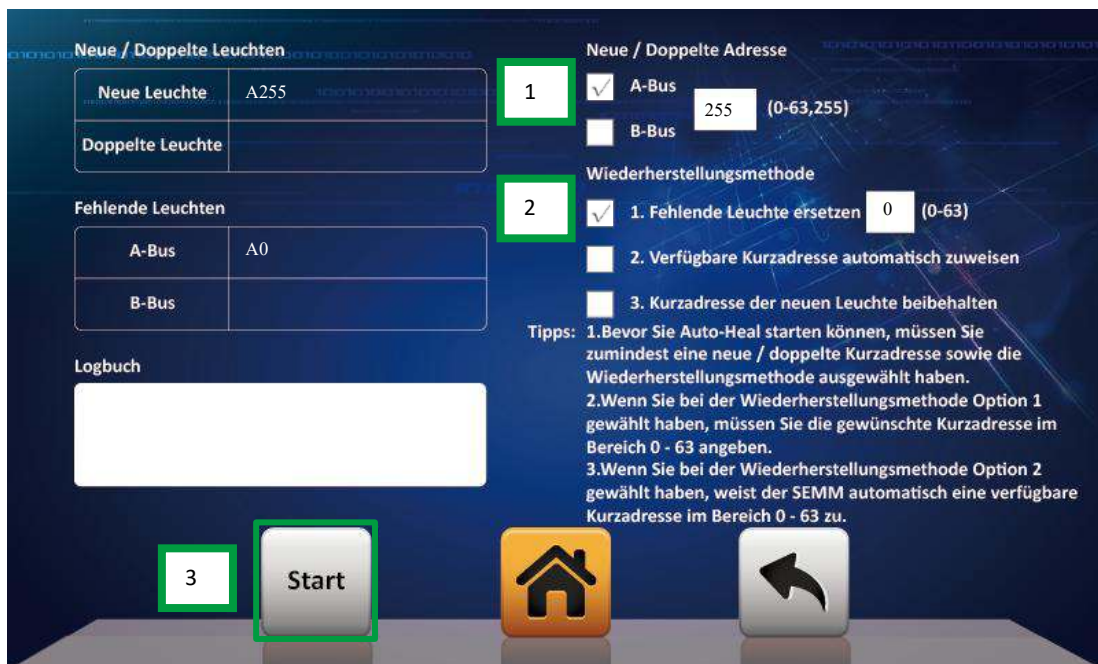 Neue / Doppelte Leuchten
Neue Leuchte A255
Doppelte Leuchte
Fehlende Leuchten
A-Bus A0
B-Bus
Logbuch
Neue / Doppelte Adresse
1
A-Bus
255 (0-63,255)
B-Bus
Wiederherstellungsmethode
2
1. Fehlende Leuchte ersetzen 0 (0-63)
2. Verfügbare Kurzadresse automatisch zuweisen
3. Kurzadresse der neuen Leuchte beibehalten
Tipps: 1.Bevor Sie Auto-Heal starten können, müssen Sie
zumindest eine neue / doppelte Kurzadresse sowie die
Wiederherstellungsmethode ausgewählt haben.
2.Wenn Sie bei der Wiederherstellungsmethode Option 1
gewählt haben, müssen Sie die gewünschte Kurzadresse im
Bereich 0 - 63 angeben.
3.Wenn Sie bei der Wiederherstellungsmethode Option 2
gewählt haben, weist der SEMM automatisch eine verfügbare
Kurzadresse im Bereich 0 - 63 zu.
3
Start